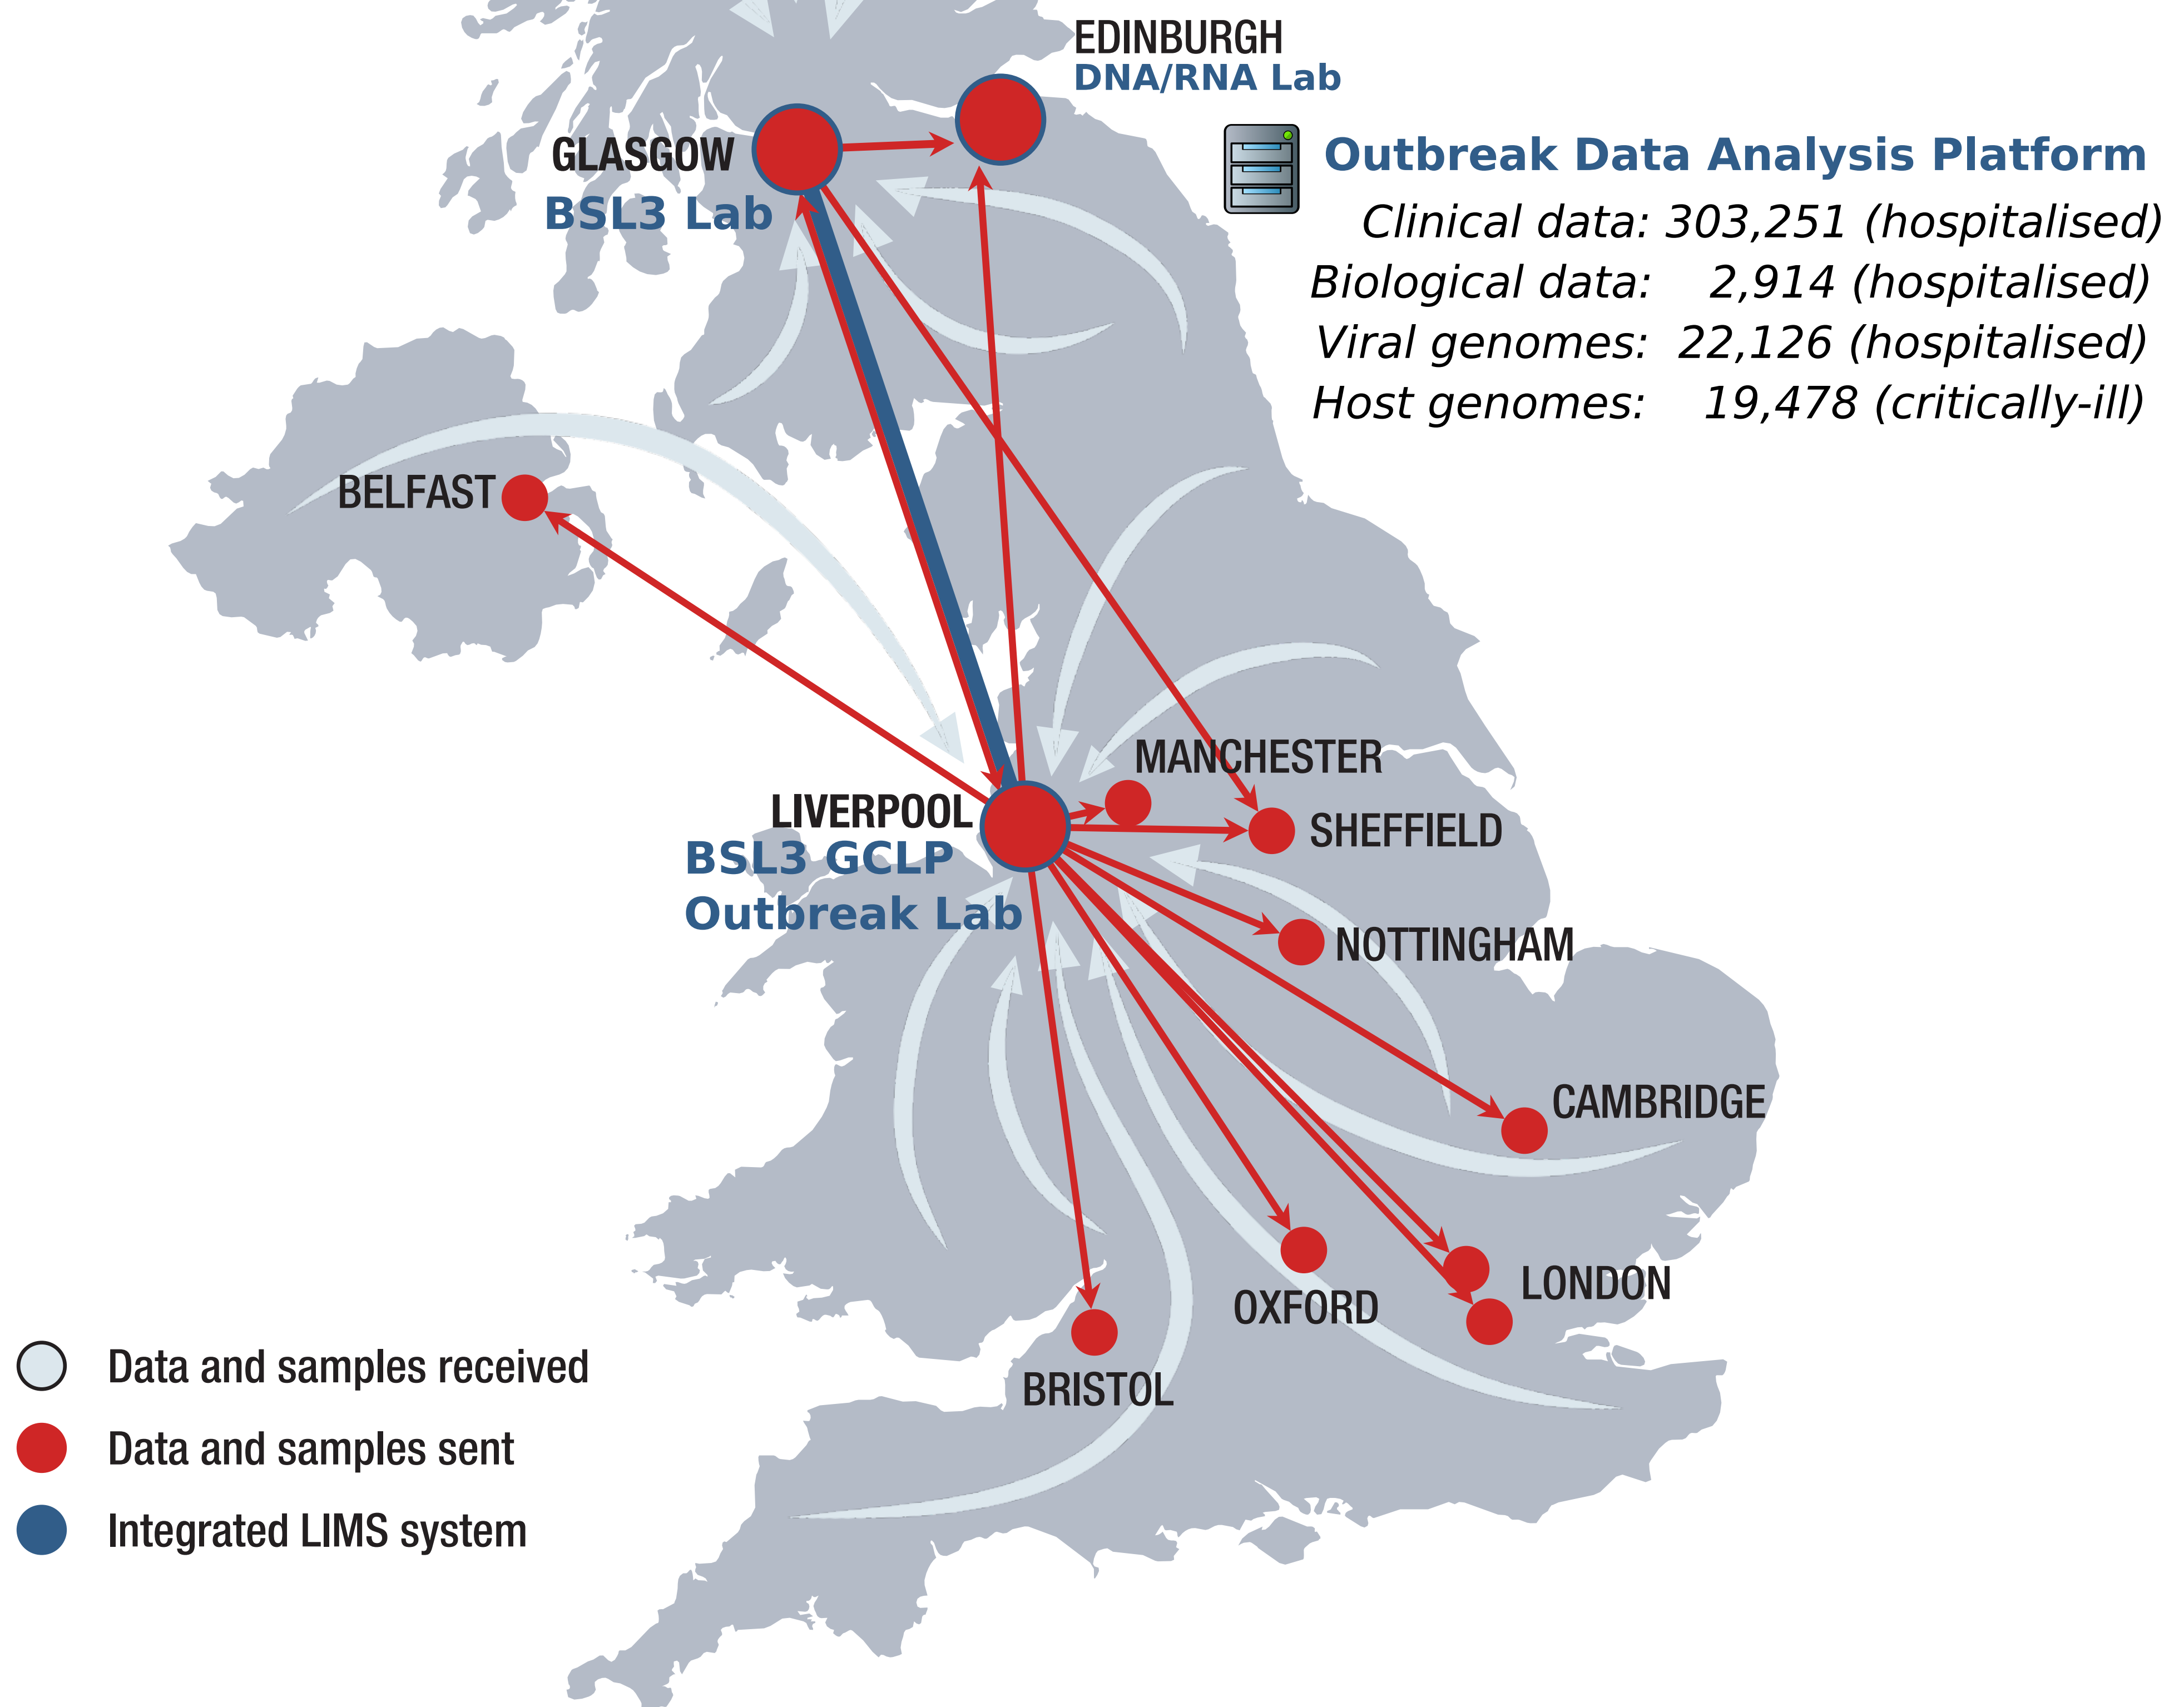 EDINBURGH
DNA/RNA Lab
GLASGOW
BSL3 Lab
Outbreak Data Analysis Platform
Clinical data: 303,251 (hospitalised)
Biological data: 2,914 (hospitalised)
Viral genomes: 22,126 (hospitalised)
Host genomes: 19,478 (critically-ill)
BELFAST
MANCHESTER
LIVERPOOL
BSL3 GCLP
Outbreak Lab
SHEFFIELD
NOTTINGHAM
CAMBRIDGE
LONDON
OXFORD
BRISTOL
Data and samples received
Data and samples sent
Integrated LIMS system